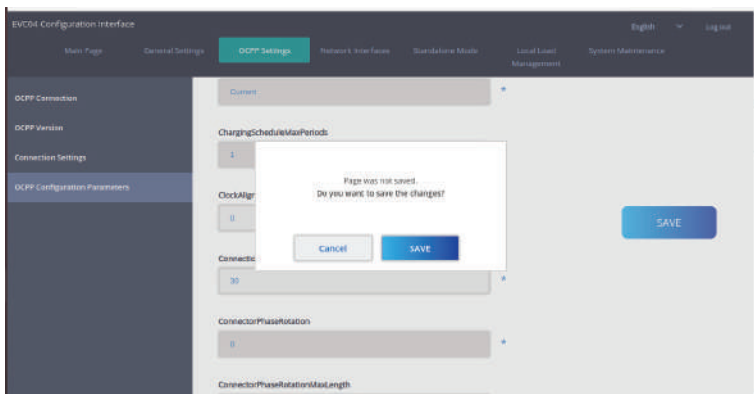 EVC04 Configuration Interface
English
Log out
Main Page
General Settings
OCPP Settings
Network Interfaces
Standalone Mode
Local Load
Management
System Maintenance
OCPP Connection
OCPP Version
Connection Settings
OCPP Configuration Parameters
Current
*
ChargingScheduleMaxPeriods
1
ClockAlign
0
Connectio
30
*
ConnectorPhaseRotation
0
*
ConnectorPhaseRotationMaxLength
Page was not saved.
Do you want to save the changes?
Cancel
SAVE
SAVE